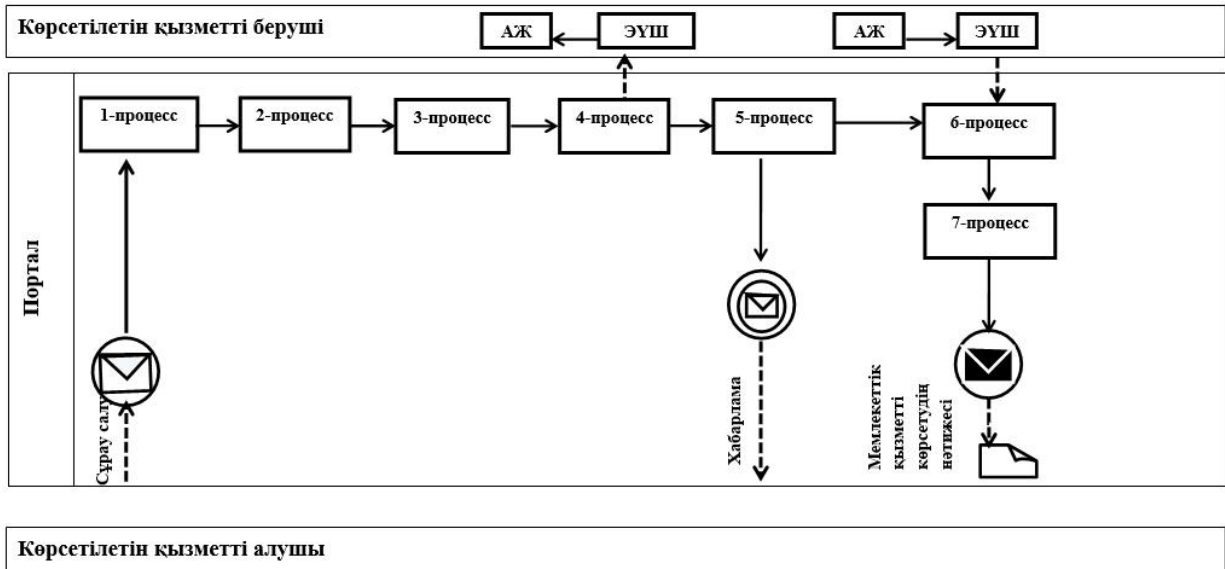 Көрсетілетін қызметті беруші
АЖ
ЭҮШ
АЖ
ЭҮШ
Портал
1-процесс
2-процесс
3-процесс
4-процесс
5-процесс
6-процесс
7-процесс
Сұрау салу
Хабарлама
Мемлекеттік
қызметті
көрсетудің
нәтижесі
Көрсетілетін қызметті алушы